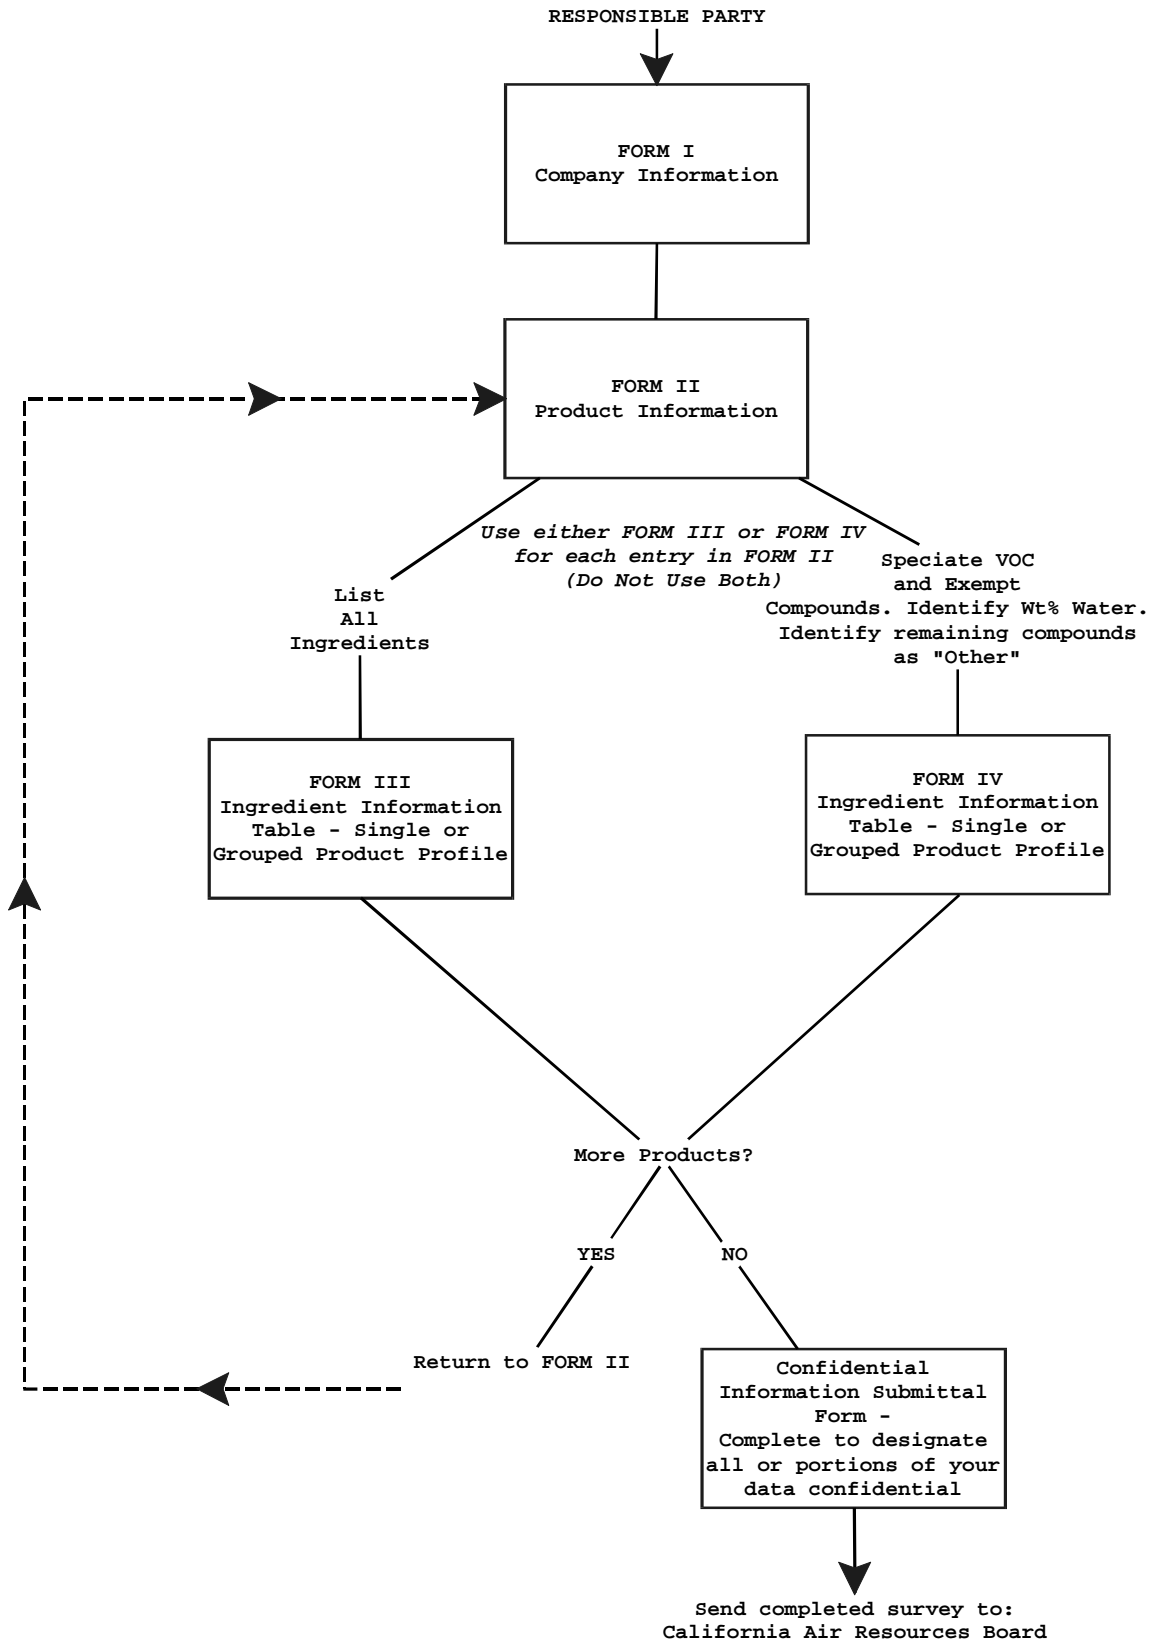 RESPONSIBLE PARTY
FORM I
Company Information
FORM II
Product Information
Use either FORM III or FORM IV
for each entry in FORM II
(Do Not Use Both)
List
All
Ingredients
Speciate VOC
and Exempt
Compounds. Identify Wt% Water.
Identify remaining compounds
as "Other"
FORM III
Ingredient Information
Table - Single or
Grouped Product Profile
FORM IV
Ingredient Information
Table - Single or
Grouped Product Profile
More Products?
YES
NO
Return to FORM II
Confidential
Information Submittal
Form -
Complete to designate
all or portions of your
data confidential
Send completed survey to:
California Air Resources Board